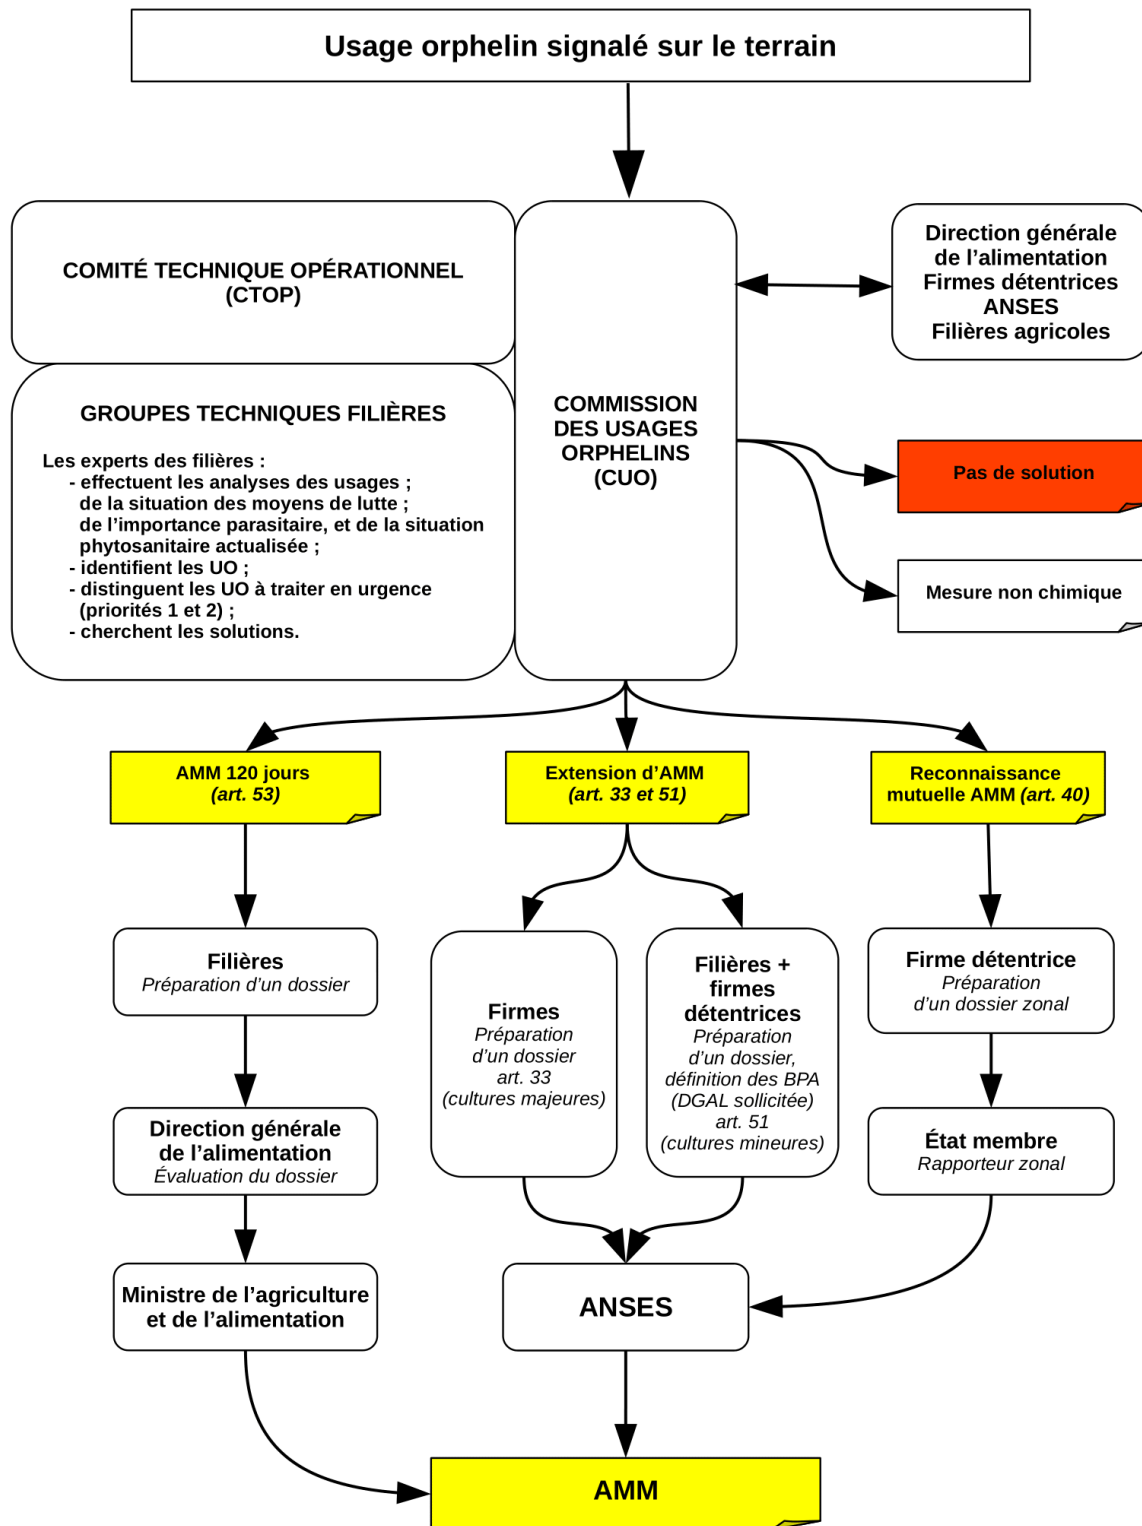 Usage orphelin signalé sur le terrain
COMITÉ TECHNIQUE OPÉRATIONNEL
(CTOP)
GROUPES TECHNIQUES FILIÈRES
Les experts des filières :
- effectuent les analyses des usages ;
de la situation des moyens de lutte ;
de l’importance parasitaire, et de la situation
phytosanitaire actualisée ;
- identifient les UO ;
- distinguent les UO à traiter en urgence
(priorités 1 et 2) ;
- cherchent les solutions.
COMMISSION
DES USAGES
ORPHELINS
(CUO)
Direction générale
de l’alimentation
Firmes détentrices
ANSES
Filières agricoles
Pas de solution
Mesure non chimique
AMM 120 jours
(art. 53)
Extension d’AMM
(art. 33 et 51)
Reconnaissance
mutuelle AMM (art. 40)
Filières
Préparation d’un dossier
Firmes
Préparation
d’un dossier
art. 33
(cultures majeures)
Filières +
firmes
détentrices
Préparation
d’un dossier,
définition des BPA
(DGAL sollicitée)
art. 51
(cultures mineures)
Firme détentrice
Préparation
d’un dossier zonal
Direction générale
de l’alimentation
Évaluation du dossier
État membre
Rapporteur zonal
Ministre de l’agriculture
et de l’alimentation
ANSES
AMM